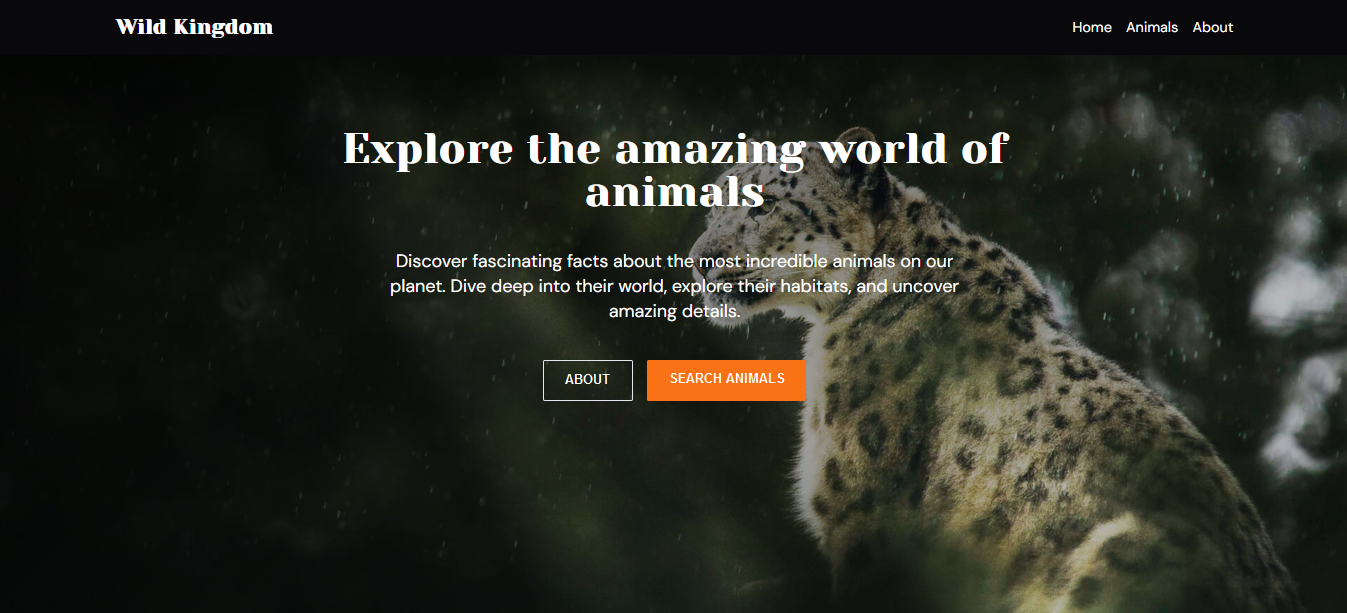 Wild Kingdom
Home Animals About
Explore the amazing world of
animals
Discover fascinating facts about the most incredible animals on our
planet. Dive deep into their world, explore their habitats, and uncover
amazing details.
ABOUT
SEARCH ANIMALS